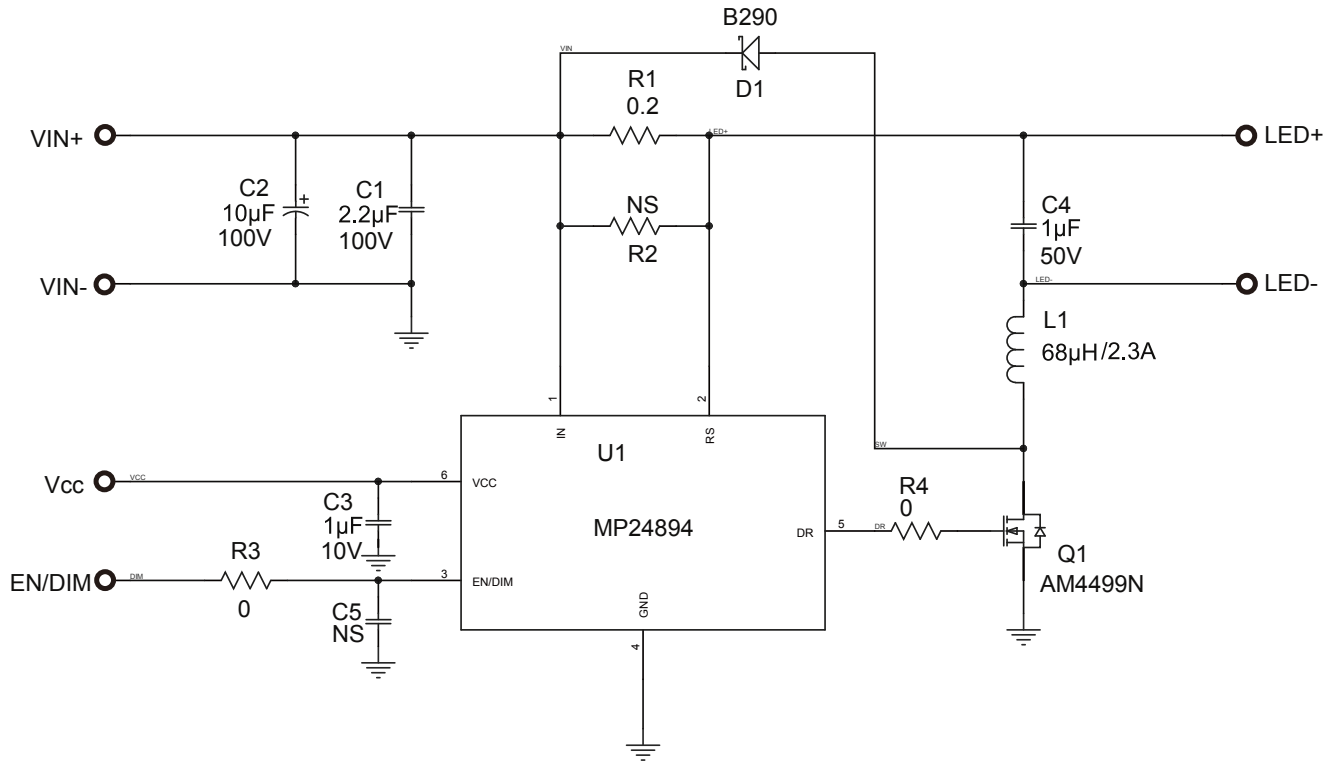 B290
VIN
D1
R1
0.2
VIN+
LED+
LED+
C2
+
10µF
100V
C1
2.2µF
100V
NS
R2
C4
1µF
50V
VIN-
LED-
LED-
L1
68µH/2.3A
1
2
IN
RS
U1
SW
Vcc
VCC
6
VCC
C3
1µF
10V
MP24894
DR
5
DR
R4
0
Q1
AM4499N
EN/DIM
DIM
R3
0
3
EN/DIM
C5
NS
GND
4